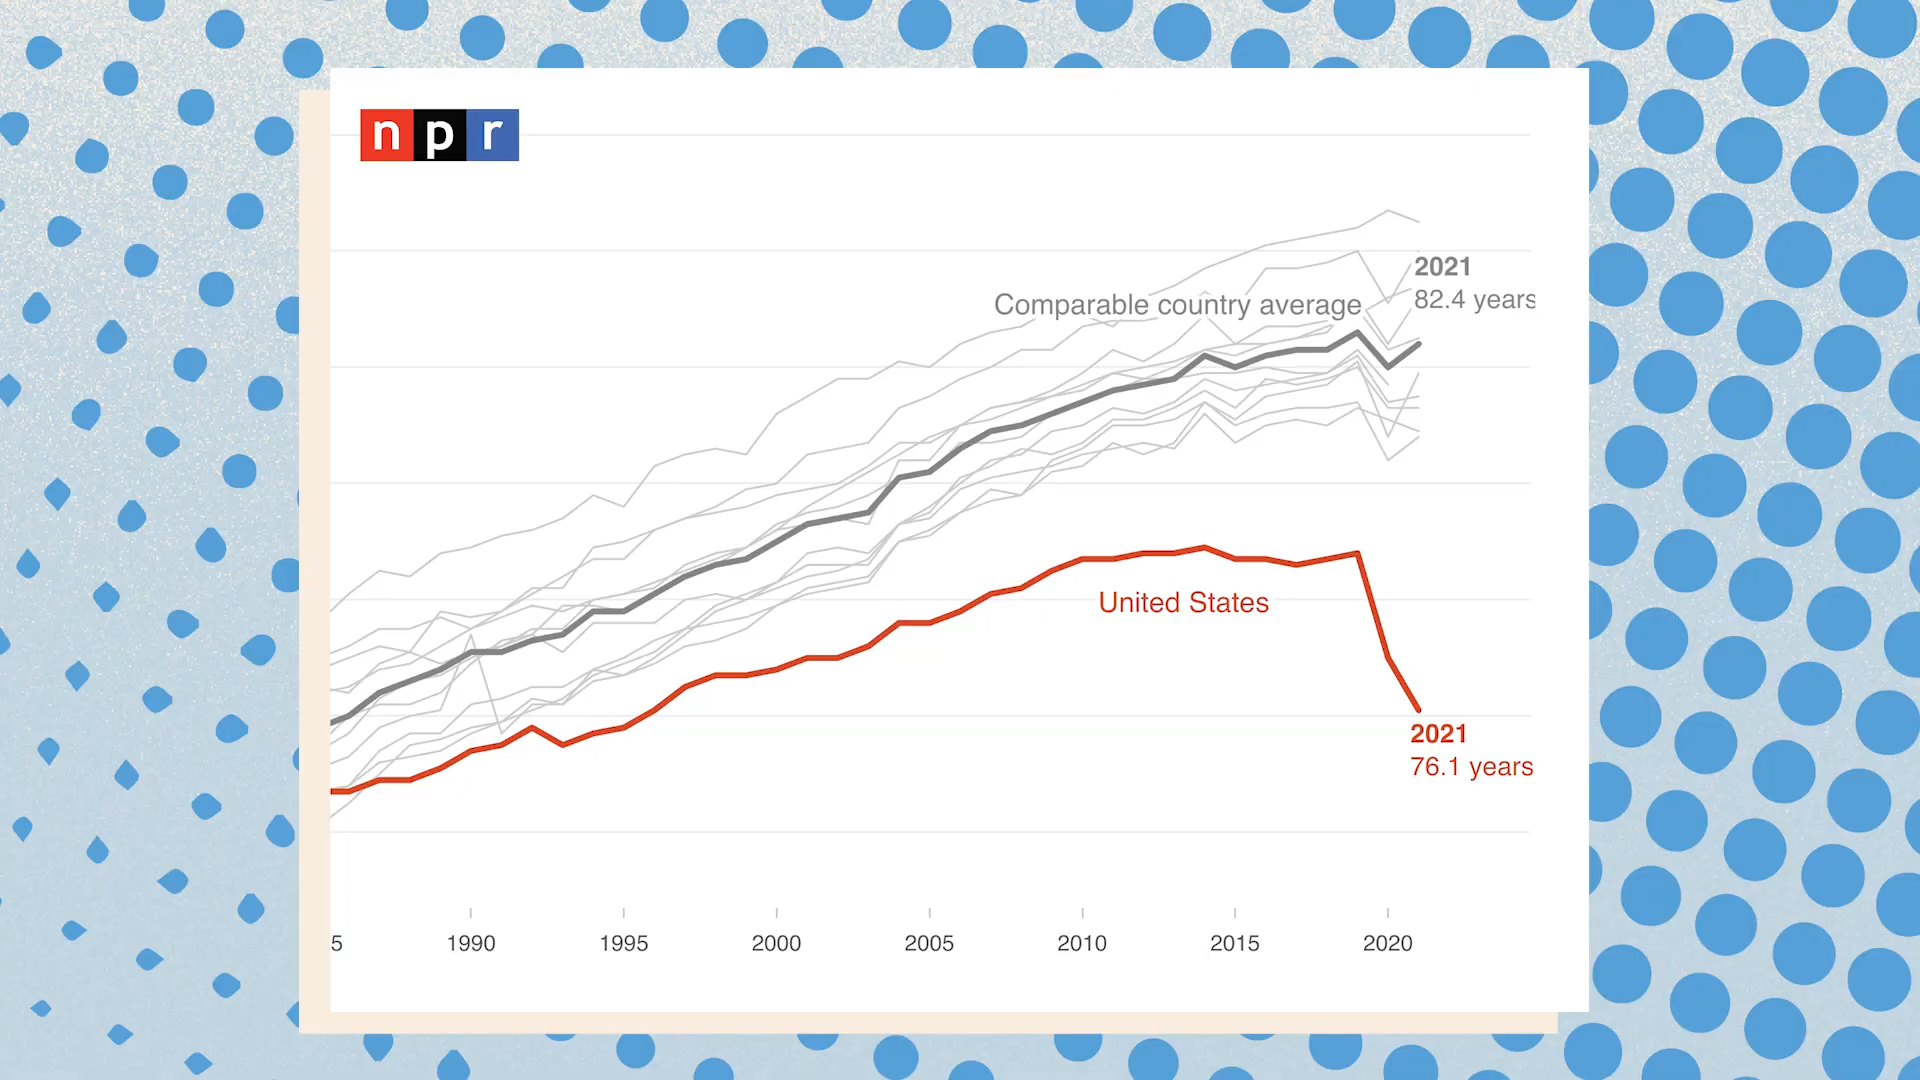 npr
2021
82.4 years
Comparable country average
United States
2021
76.1 years
5 1990 1995 2000 2005 2010 2015 2020